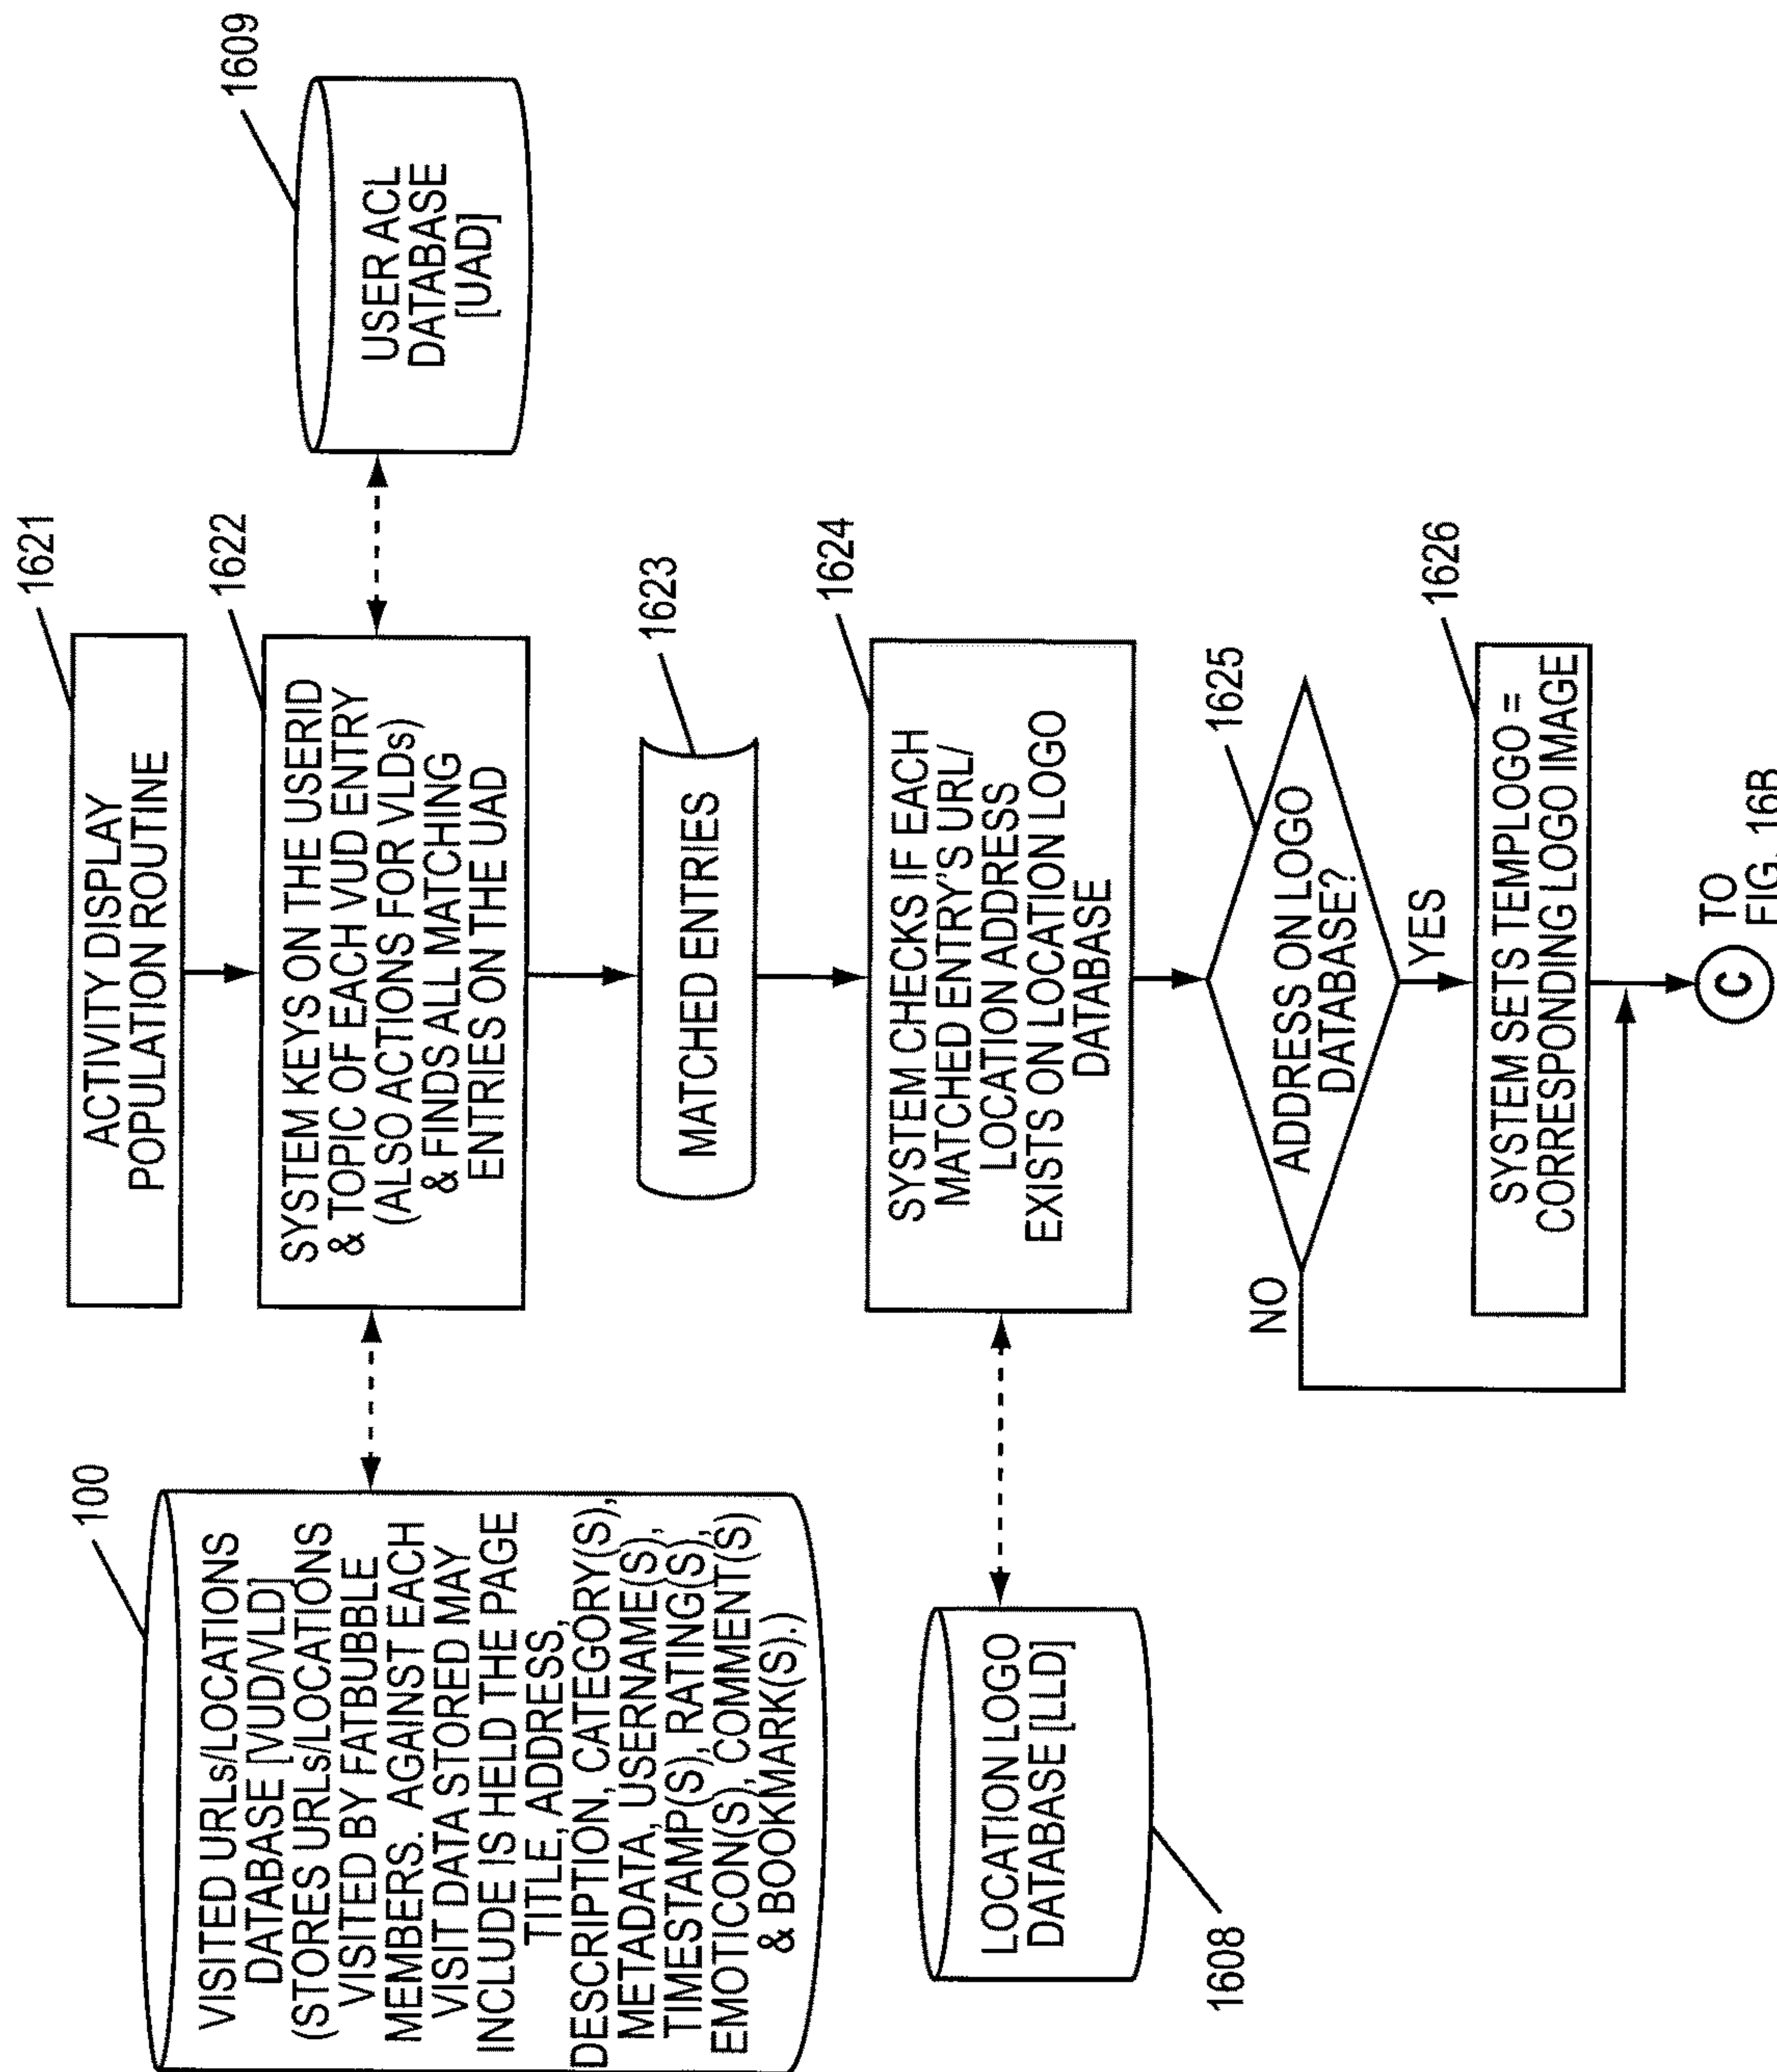 1621
ACTIVITY DISPLAY
POPULATION ROUTINE
100
VISITED URLs/LOCATIONS
DATABASE [VUD/VLD]
(STORES URLs/LOCATIONS
VISITED BY FATBUBBLE
MEMBERS. AGAINST EACH
VISIT DATA STORED MAY
INCLUDE IS HELD THE PAGE
TITLE, ADDRESS,
DESCRIPTION, CATEGORY(S),
METADATA, USERNAME(S),
TIMESTAMP(S), RATING(S),
EMOTICON(S), COMMENT(S)
& BOOKMARK(S).)
1622
SYSTEM KEYS ON THE USERID
& TOPIC OF EACH VUD ENTRY
(ALSO ACTIONS FOR VLDs)
& FINDS ALL MATCHING
ENTRIES ON THE UAD
1609
USER ACL
DATABASE
[UAD]
1623
MATCHED ENTRIES
1624
SYSTEM CHECKS IF EACH
MATCHED ENTRY'S URL/
LOCATION ADDRESS
EXISTS ON LOCATION LOGO
DATABASE
LOCATION LOGO
DATABASE [LLD]
1608
1625
ADDRESS ON LOGO
DATABASE?
NO
YES
1626
SYSTEM SETS TEMPLOGO =
CORRESPONDING LOGO IMAGE
C TO
FIG. 16B